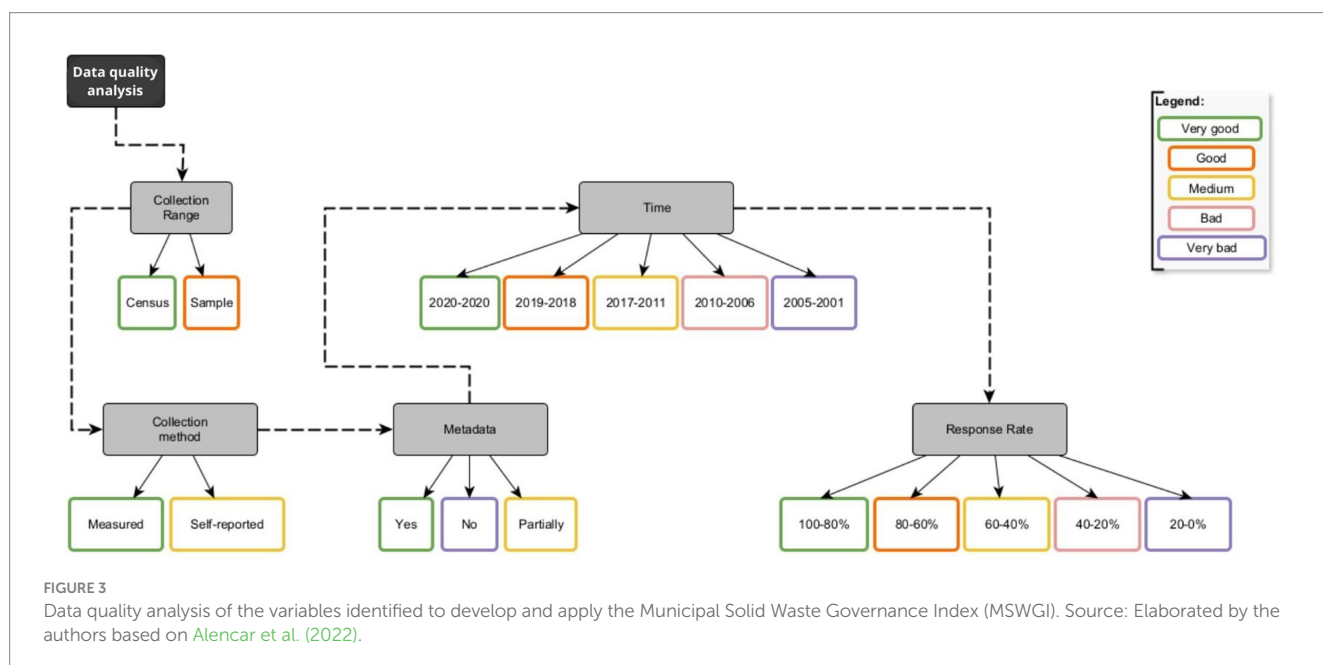 Data quality
analysis
Legend:
Very good
Good
Medium
Bad
Very bad
Collection
Range
Time
Census
Sample
2020-2020
2019-2018
2017-2011
2010-2006
2005-2001
Collection
method
Metadata
Response Rate
Measured
Self-reported
Yes
No
Partially
100-80%
80-60%
60-40%
40-20%
20-0%
FIGURE 3
Data quality analysis of the variables identified to develop and apply the Municipal Solid Waste Governance Index (MSWGI). Source: Elaborated by the
authors based on Alencar et al. (2022).